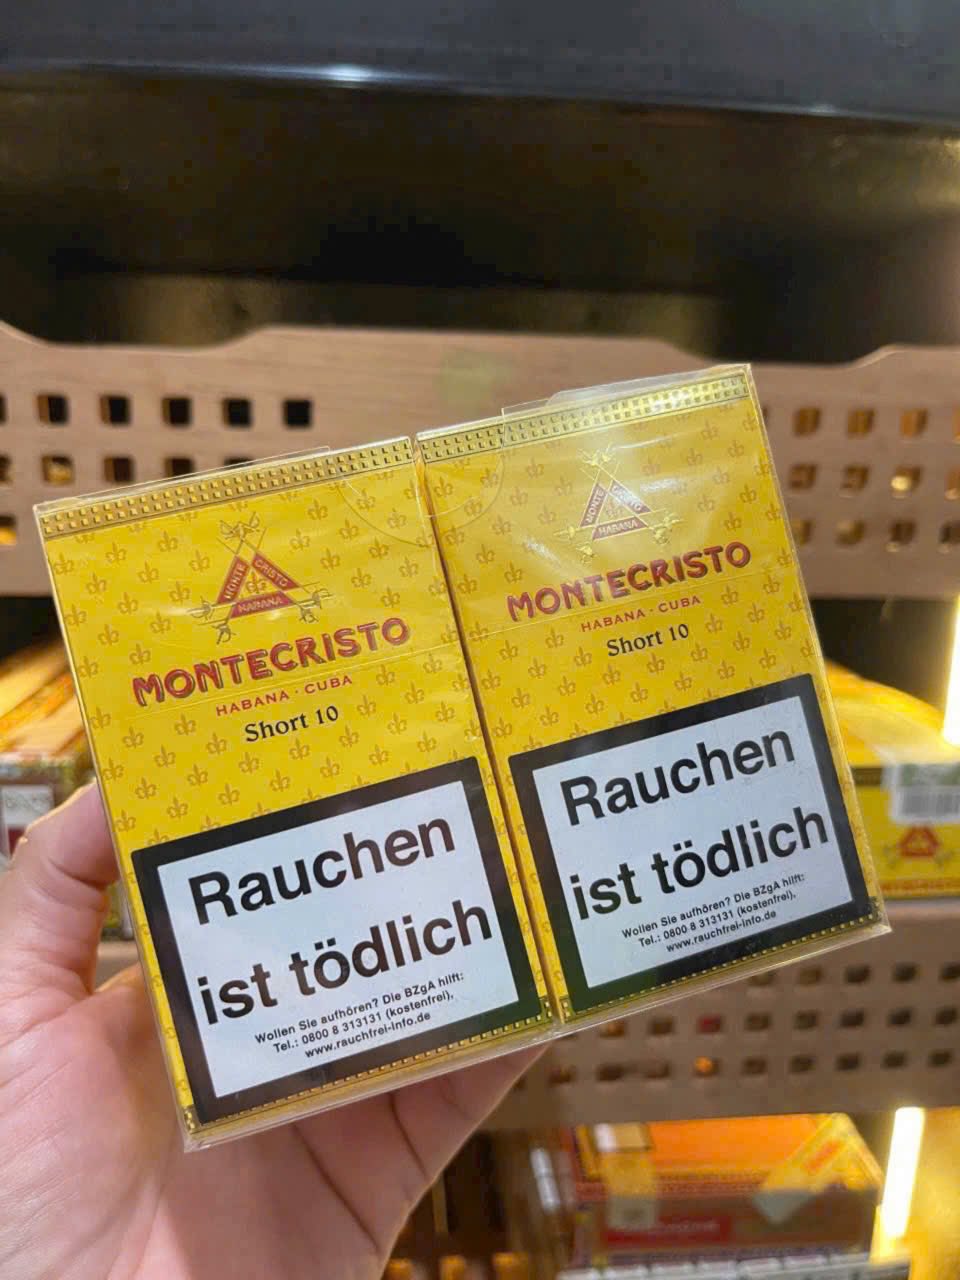 MONTE CRISTO
HABANA
MONTECRISTO
HABANA · CUBA
Short 10
Rauchen
ist tödlich
Wollen Sie aufhören? Die BZgA hilft:
Tel.: 0800 8 313131 (kostenfrei),
www.rauchfrei-info.de
MONTE CRISTO
HABANA
MONTECRISTO
HABANA · CUBA
Short 10
Rauchen
ist tödlich
Wollen Sie aufhören? Die BZgA hilft:
Tel.: 0800 8 313131 (kostenfrei),
www.rauchfrei-info.de